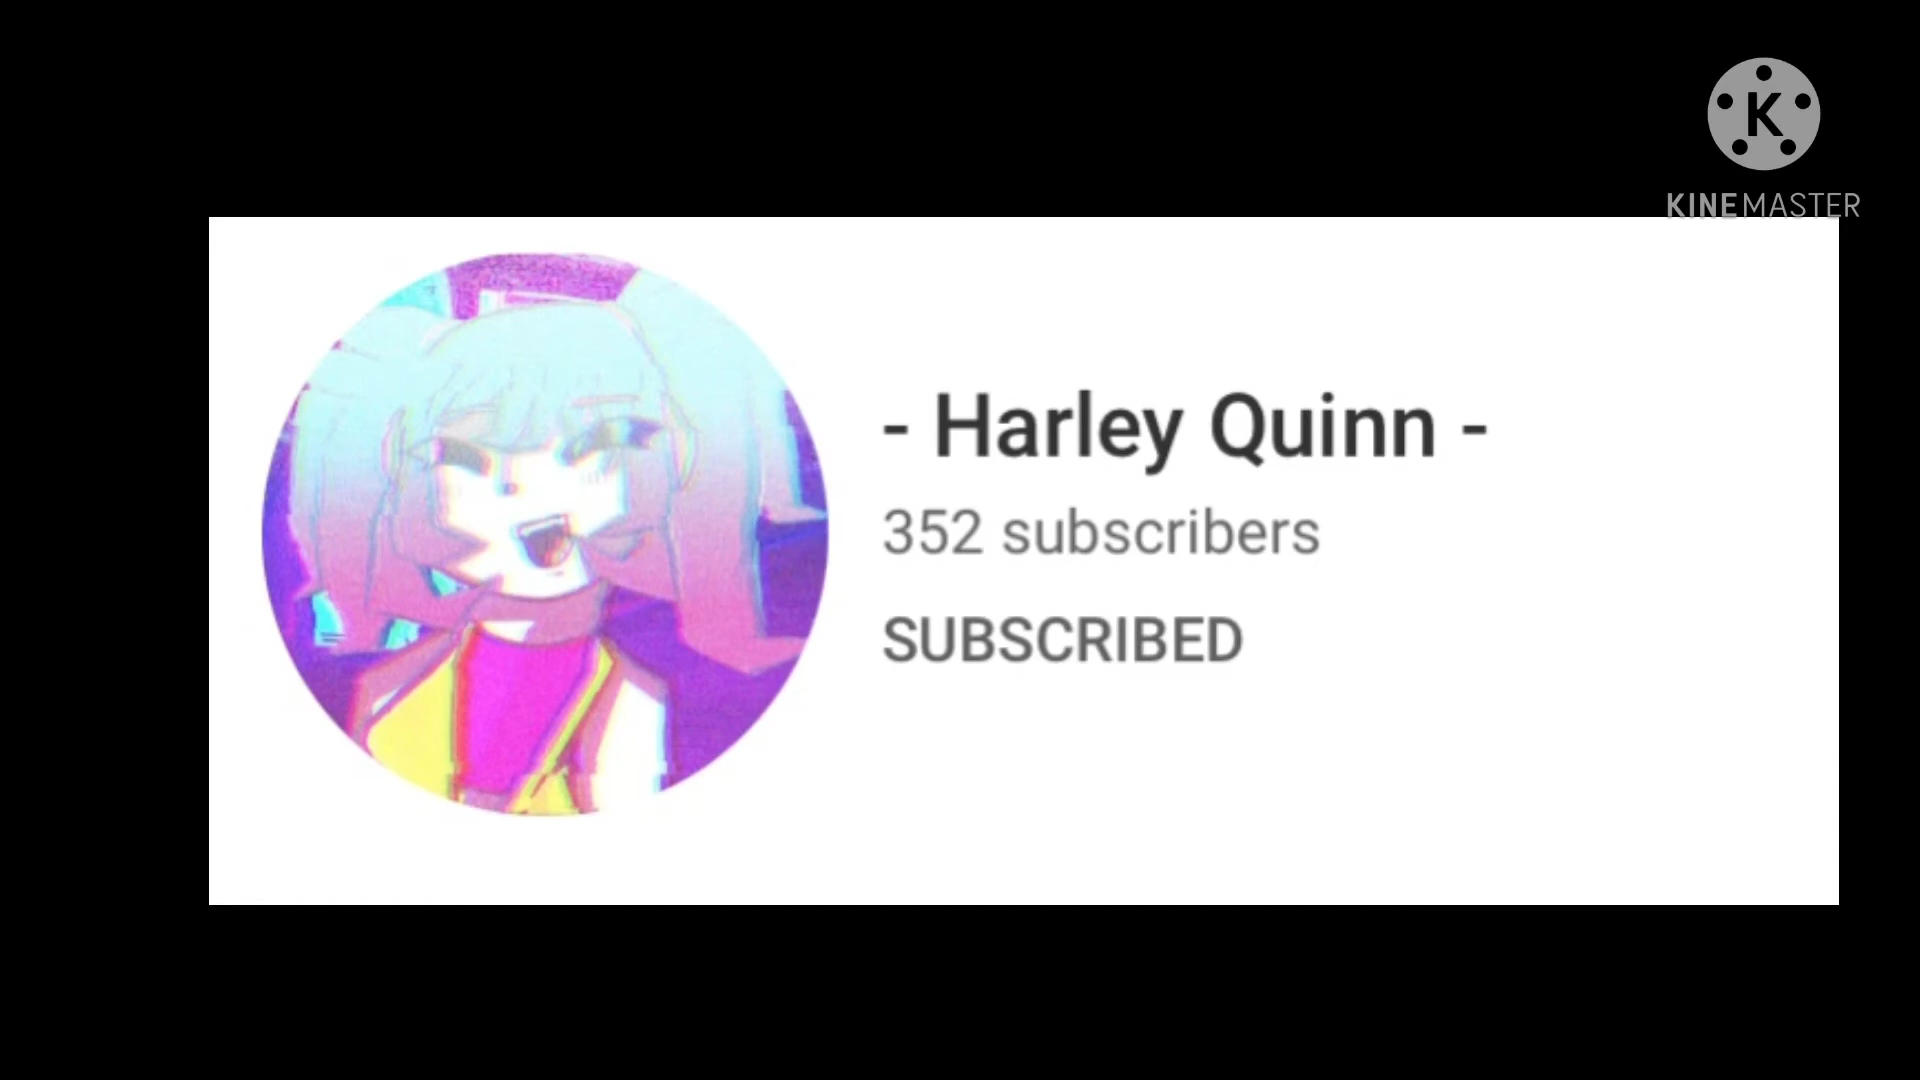 K
KINEMASTER
- Harley Quinn -
352 subscribers
SUBSCRIBED